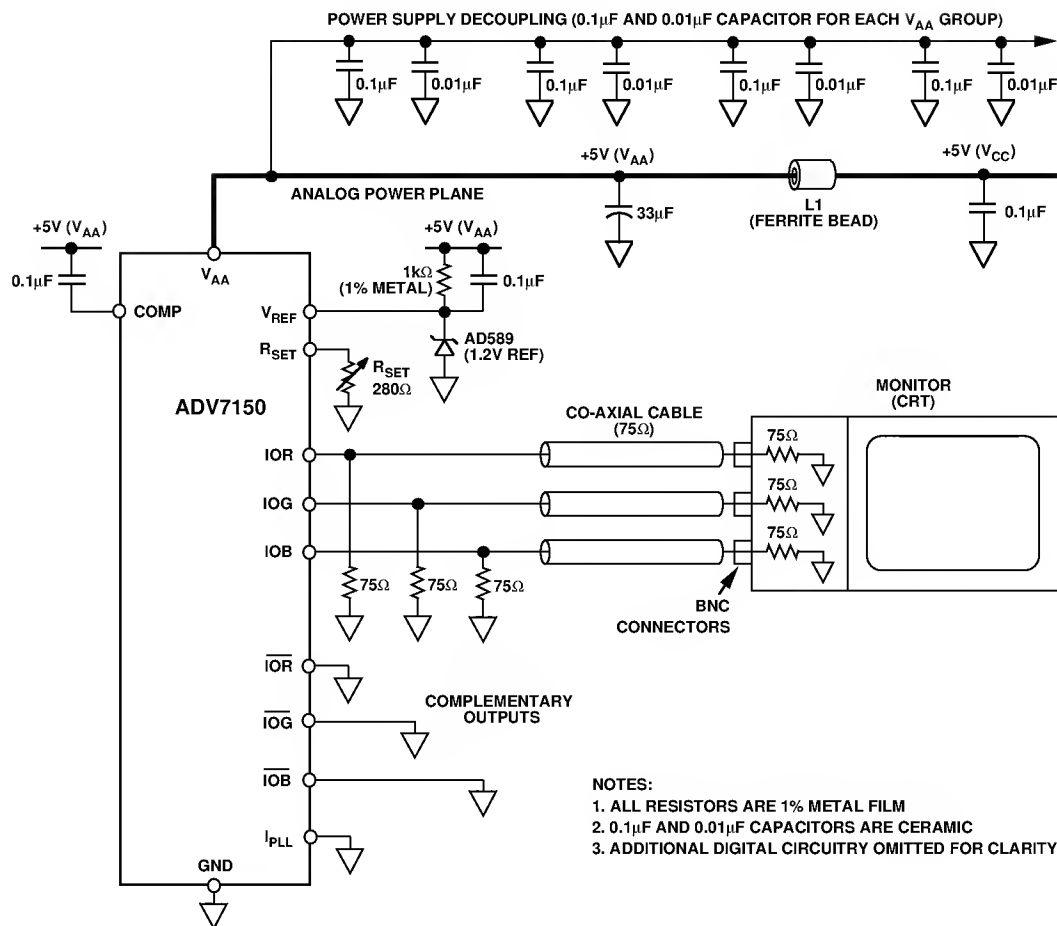 POWER SUPPLY DECOUPLING (0.1µF AND 0.01µF CAPACITOR FOR EACH VAA GROUP)
0.1µF
0.01µF
0.1µF
0.01µF
0.1µF
0.01µF
0.1µF
0.01µF
+5V (VAA)
+5V (VCC)
ANALOG POWER PLANE
33µF
L1
(FERRITE BEAD)
0.1µF
+5V (VAA)
0.1µF
COMP
VAA
+5V (VAA)
1kΩ
(1% METAL)
0.1µF
VREF
AD589
(1.2V REF)
RSET
RSET
280Ω
ADV7150
MONITOR
(CRT)
CO-AXIAL CABLE
(75Ω)
IOR
75Ω
IOG
75Ω
IOB
75Ω
75Ω
75Ω
75Ω
BNC
CONNECTORS
I̅O̅R̅
COMPLEMENTARY
OUTPUTS
I̅O̅G̅
I̅O̅B̅
IPLL
GND
NOTES:
1. ALL RESISTORS ARE 1% METAL FILM
2. 0.1µF AND 0.01µF CAPACITORS ARE CERAMIC
3. ADDITIONAL DIGITAL CIRCUITRY OMITTED FOR CLARITY